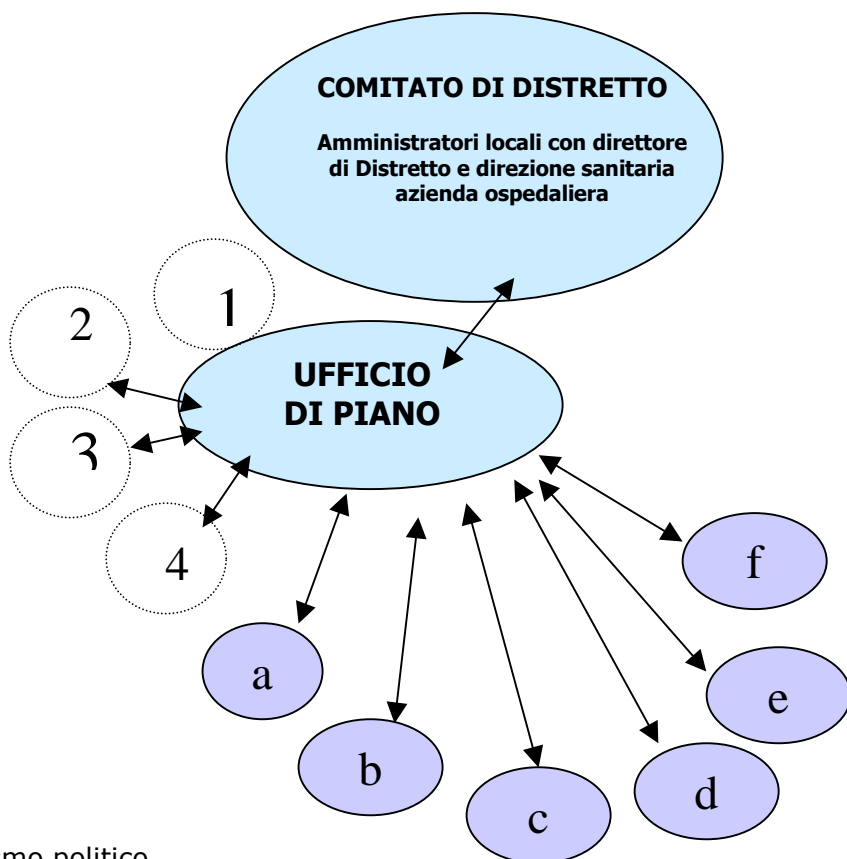 COMITATO DI DISTRETTO
Amministratori locali con direttore
di Distretto e direzione sanitaria
azienda ospedaliera
1
2
UFFICIO
DI PIANO
3
4
f
a
e
b
d
c
politico